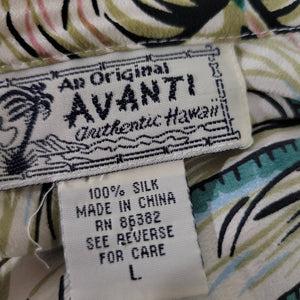 An Original
AVANTI
authentic Hawaii
100% SILK
MADE IN CHINA
RN 86382
SEE REVERSE
FOR CARE
L